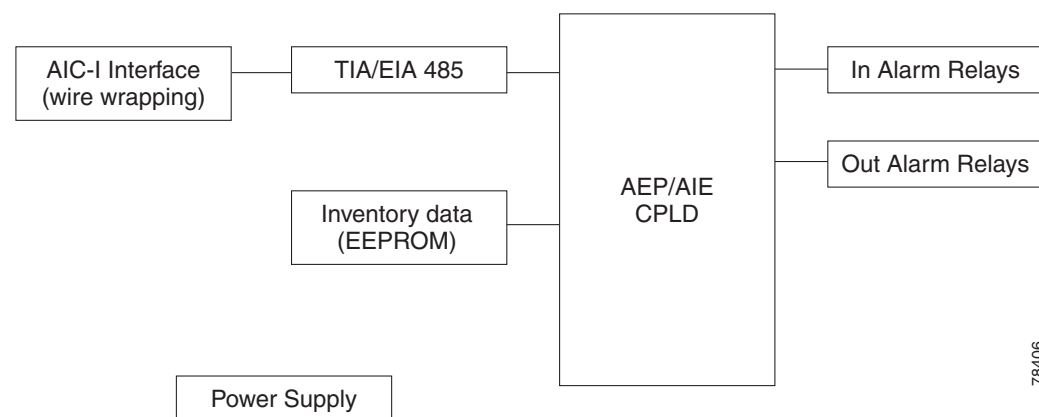 AIC-I Interface
(wire wrapping)
TIA/EIA 485
In Alarm Relays
Out Alarm Relays
AEP/AIE
CPLD
Inventory data
(EEPROM)
Power Supply
78406